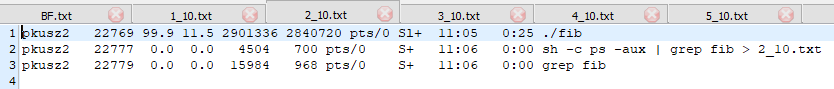 BF.txt 1_10.txt 2_10.txt 3_10.txt 4_10.txt 5_10.txt
1 pkusz2 22769 99.9 11.5 2901336 2840720 pts/0 Sl+ 11:05 0:25 ./fib
2 pkusz2 22777 0.0 0.0 4504 700 pts/0 S+ 11:06 0:00 sh -c ps -aux | grep fib > 2_10.txt
3 pkusz2 22779 0.0 0.0 15984 968 pts/0 S+ 11:06 0:00 grep fib
4